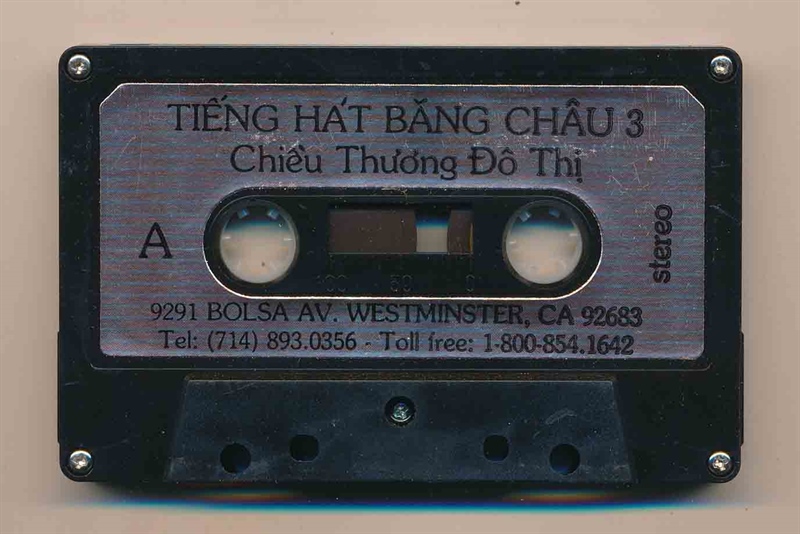 TIẾNG HÁT BĂNG CHÂU 3
Chiều Thương Đô Thị
A
stereo
100 50 0
9291 BOLSA AV. WESTMINSTER, CA 92683
Tel: (714) 893.0356 - Toll free: 1-800-854.1642